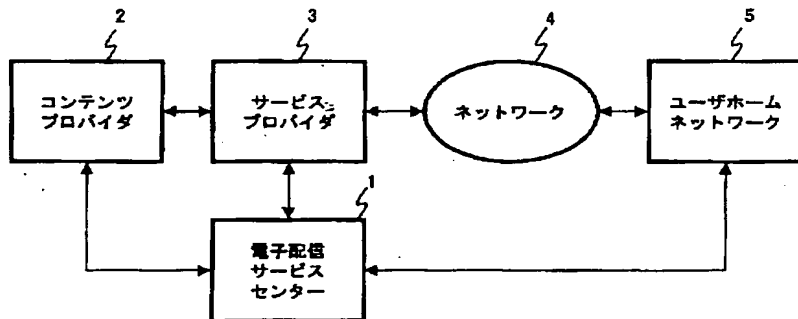 2
3
4
5
コンテンツ
プロバイダ
サービス
プロバイダ
ネットワーク
ユーザホーム
ネットワーク
1
電子配信
サービス
センター